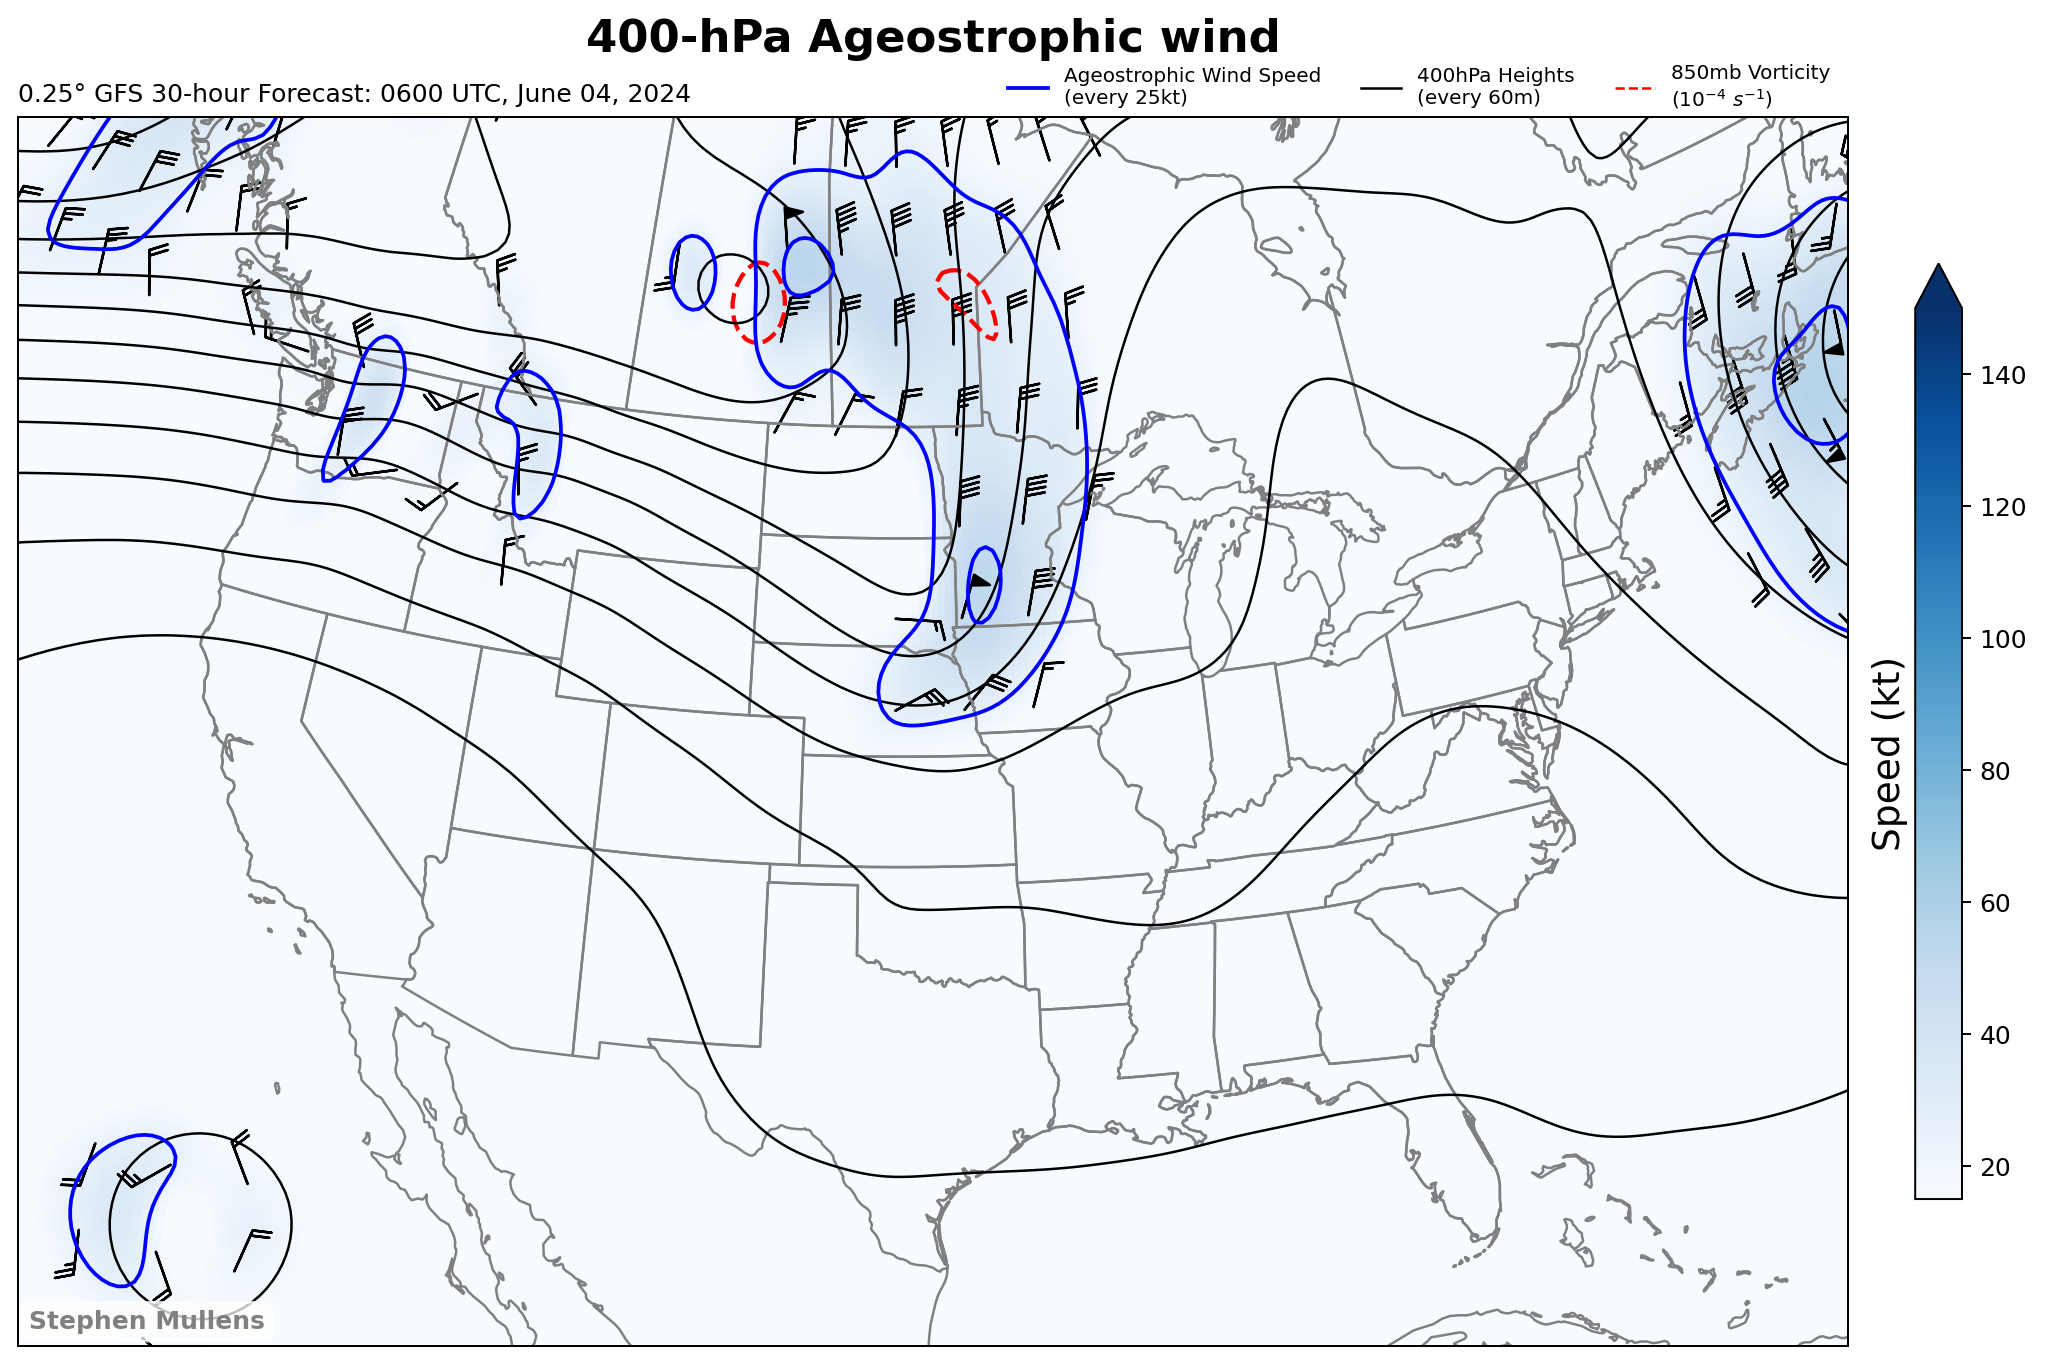 400-hPa Ageostrophic wind
0.25° GFS 30-hour Forecast: 0600 UTC, June 04, 2024
Ageostrophic Wind Speed
(every 25kt)
400hPa Heights
(every 60m)
850mb Vorticity
(10⁻⁴ s⁻¹)
140
120
100
80
60
40
20
Speed (kt)
Stephen Mullens